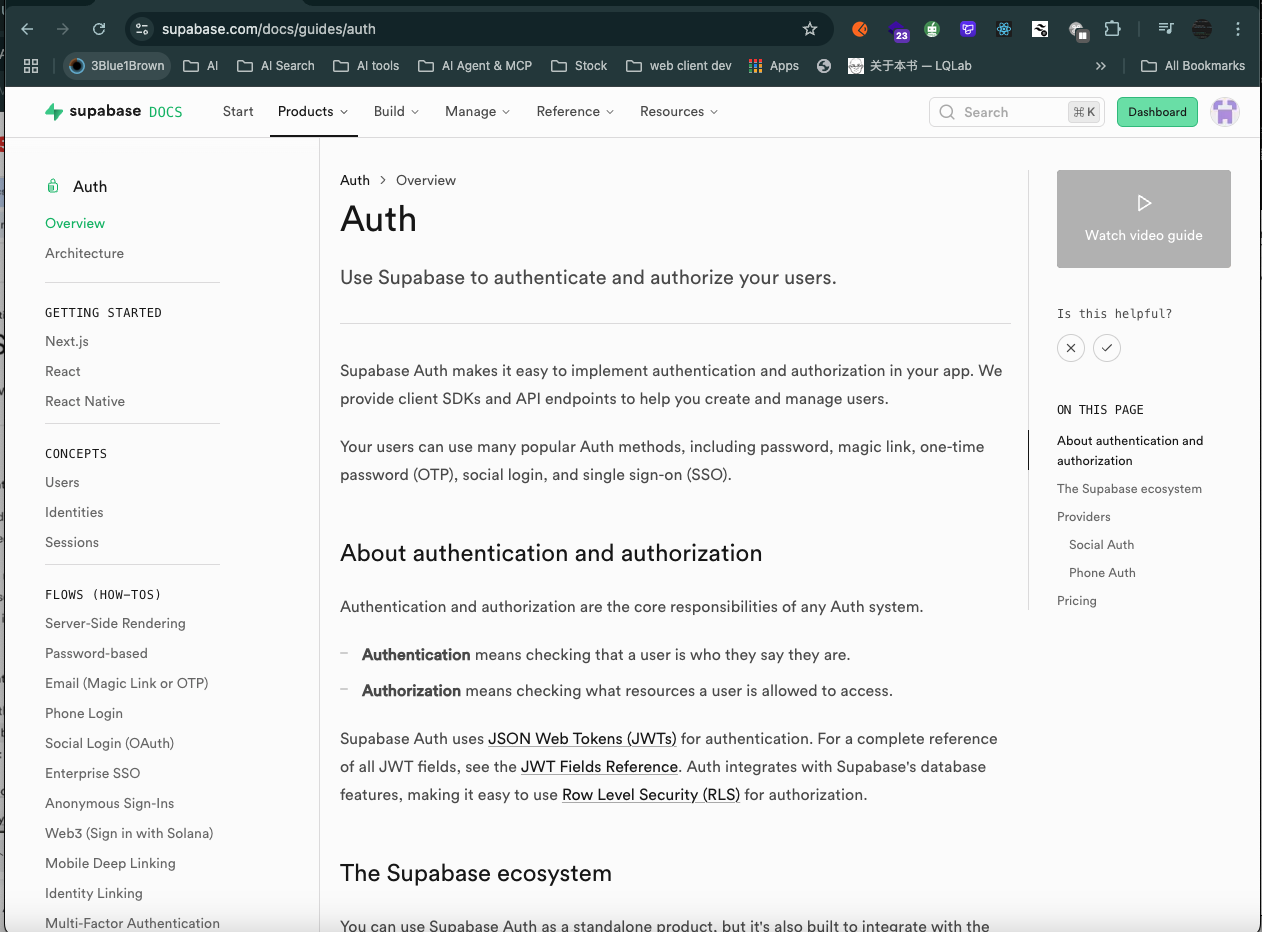 supabase.com/docs/guides/auth
23
3Blue1Brown
AI
AI Search
AI tools
AI Agent & MCP
Stock
web client dev
Apps
关于本书 — LQLab
All Bookmarks
supabase DOCS
Start
Products
Build
Manage
Reference
Resources
Search
⌘ K
Dashboard
Auth
Overview
Architecture
GETTING STARTED
Next.js
React
React Native
CONCEPTS
Users
Identities
Sessions
FLOWS (HOW-TOS)
Server-Side Rendering
Password-based
Email (Magic Link or OTP)
Phone Login
Social Login (OAuth)
Enterprise SSO
Anonymous Sign-Ins
Web3 (Sign in with Solana)
Mobile Deep Linking
Identity Linking
Multi-Factor Authentication
Auth > Overview
Auth
Use Supabase to authenticate and authorize your users.
Supabase Auth makes it easy to implement authentication and authorization in your app. We
provide client SDKs and API endpoints to help you create and manage users.
Your users can use many popular Auth methods, including password, magic link, one-time
password (OTP), social login, and single sign-on (SSO).
About authentication and authorization
Authentication and authorization are the core responsibilities of any Auth system.
Authentication means checking that a user is who they say they are.
Authorization means checking what resources a user is allowed to access.
Supabase Auth uses JSON Web Tokens (JWTs) for authentication. For a complete reference
of all JWT fields, see the JWT Fields Reference. Auth integrates with Supabase's database
features, making it easy to use Row Level Security (RLS) for authorization.
The Supabase ecosystem
You can use Supabase Auth as a standalone product, but it's also built to integrate with the
Watch video guide
Is this helpful?
ON THIS PAGE
About authentication and
authorization
The Supabase ecosystem
Providers
Social Auth
Phone Auth
Pricing